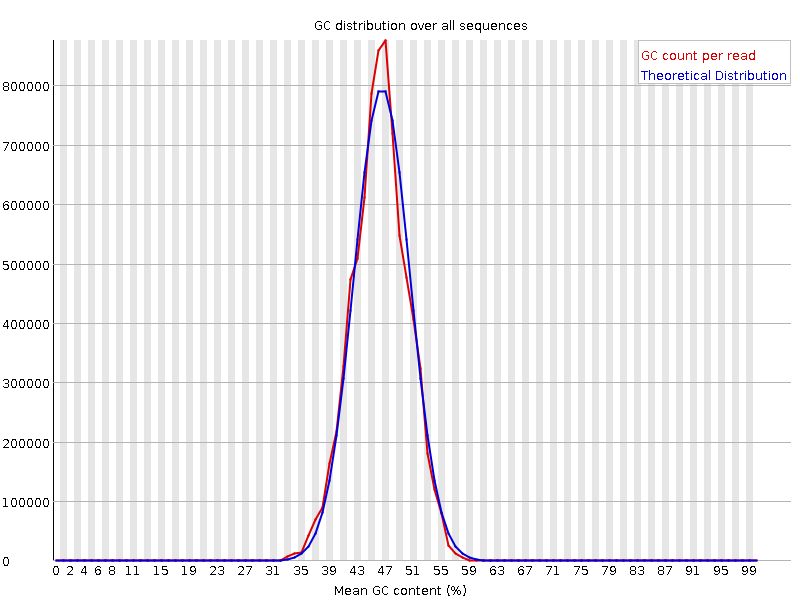 GC distribution over all sequences
GC count per read
Theoretical Distribution
800000
700000
600000
500000
400000
300000
200000
100000
0
0 2 4 6 8 11 15 19 23 27 31 35 39 43 47 51 55 59 63 67 71 75 79 83 87 91 95 99
Mean GC content (%)